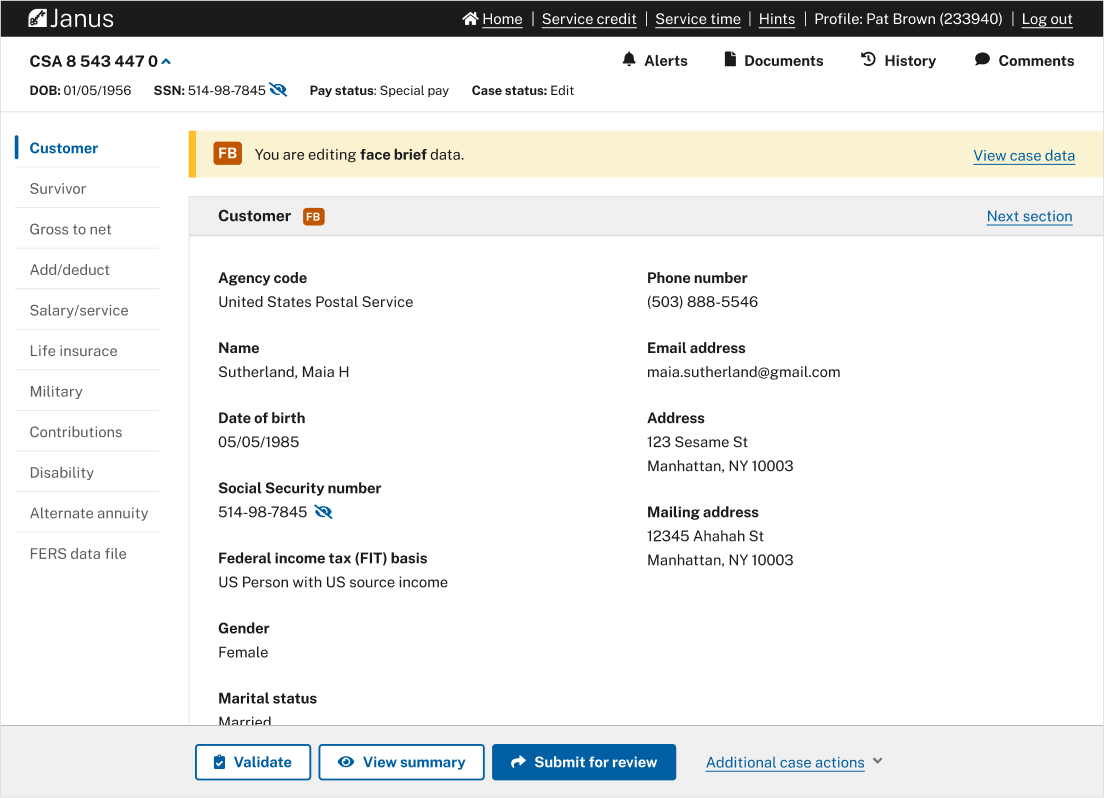 Janus
Home | Service credit | Service time | Hints | Profile: Pat Brown (233940) | Log out
CSA 8 543 447 0
Alerts Documents History Comments
DOB: 01/05/1956 SSN: 514-98-7845 Pay status: Special pay Case status: Edit
Customer
Survivor
Gross to net
Add/deduct
Salary/service
Life insurace
Military
Contributions
Disability
Alternate annuity
FERS data file
FB You are editing face brief data. View case data
Customer FB Next section
Agency code
United States Postal Service
Name
Sutherland, Maia H
Date of birth
05/05/1985
Social Security number
514-98-7845
Federal income tax (FIT) basis
US Person with US source income
Gender
Female
Marital status
Married
Phone number
(503) 888-5546
Email address
maia.sutherland@gmail.com
Address
123 Sesame St
Manhattan, NY 10003
Mailing address
12345 Ahahah St
Manhattan, NY 10003
Validate View summary Submit for review Additional case actions